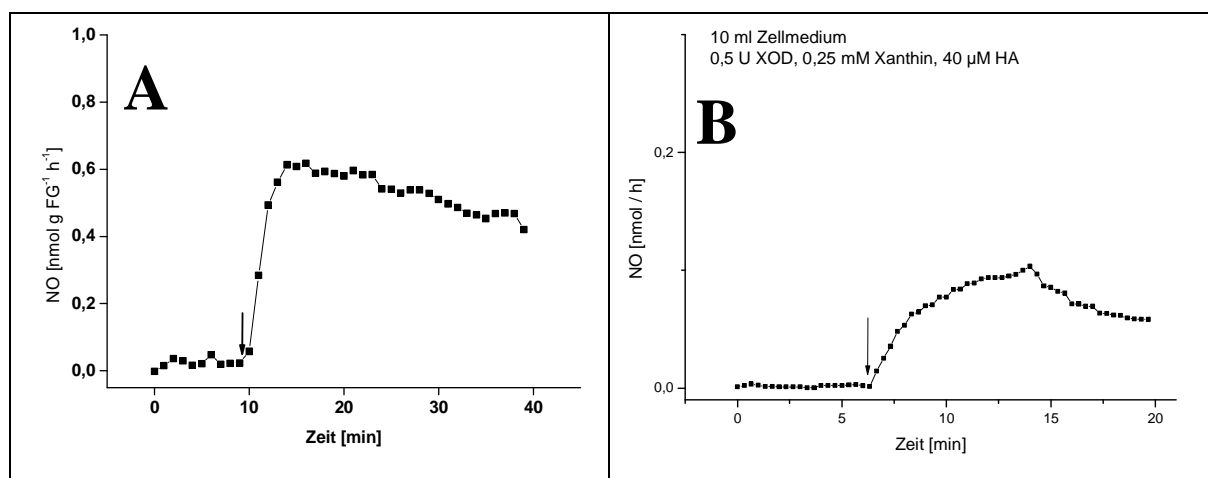 A
1,0
0,8
0,6
0,4
0,2
0,0
NO [nmol g FG⁻¹ h⁻¹]
0 10 20 30 40
Zeit [min]
10 ml Zellmedium
0,5 U XOD, 0,25 mM Xanthin, 40 µM HA
B
0,2
0,0
NO [nmol / h]
0 5 10 15 20
Zeit [min]